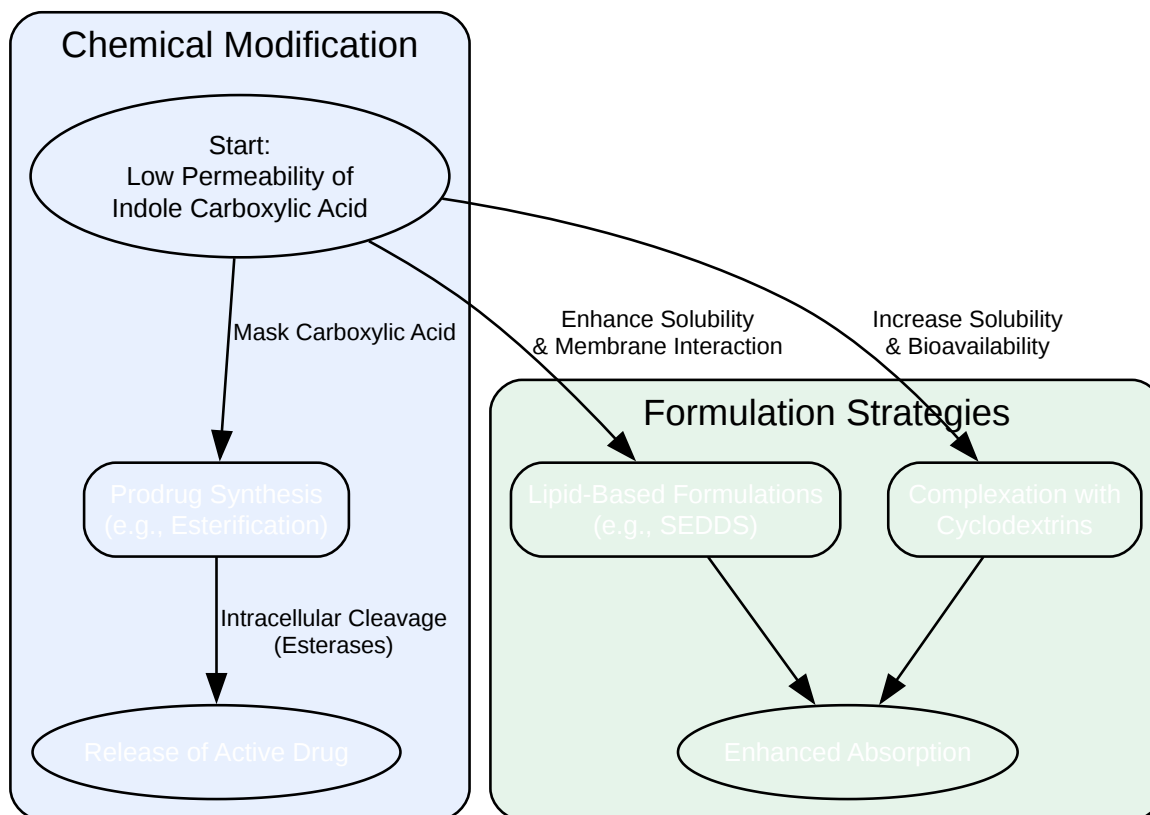 Chemical Modification
Start:
Low Permeability of
Indole Carboxylic Acid
Mask Carboxylic Acid
Enhance Solubility
& Membrane Interaction
Increase Solubility
& Bioavailability
Formulation Strategies
Prodrug Synthesis
(e.g., Esterification)
Lipid-Based Formulations
(e.g., SEDDS)
Complexation with
Cyclodextrins
Intracellular Cleavage
(Esterases)
Release of Active Drug
Enhanced Absorption